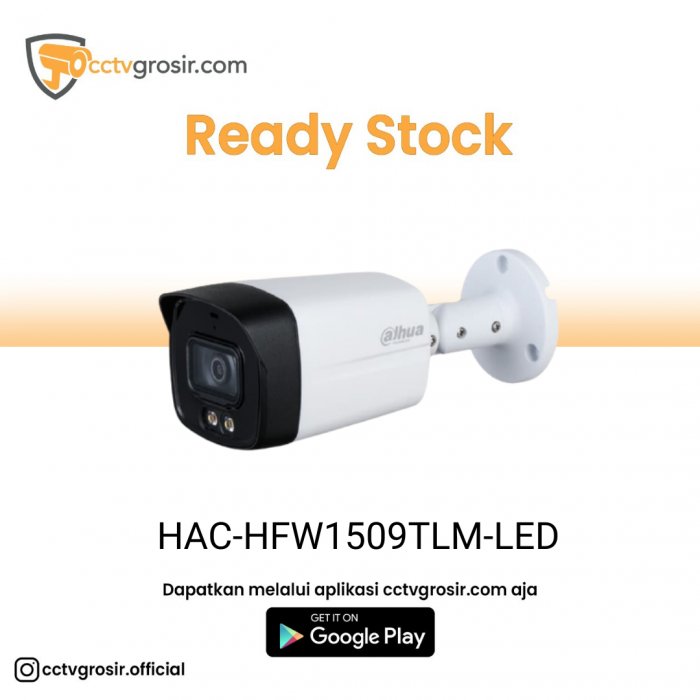 cctvgrosir.com
Ready Stock
alhua
HAC-HFW1509TLM-LED
Dapatkan melalui aplikasi cctvgrosir.com aja
GET IT ON
Google Play
cctvgrosir.official